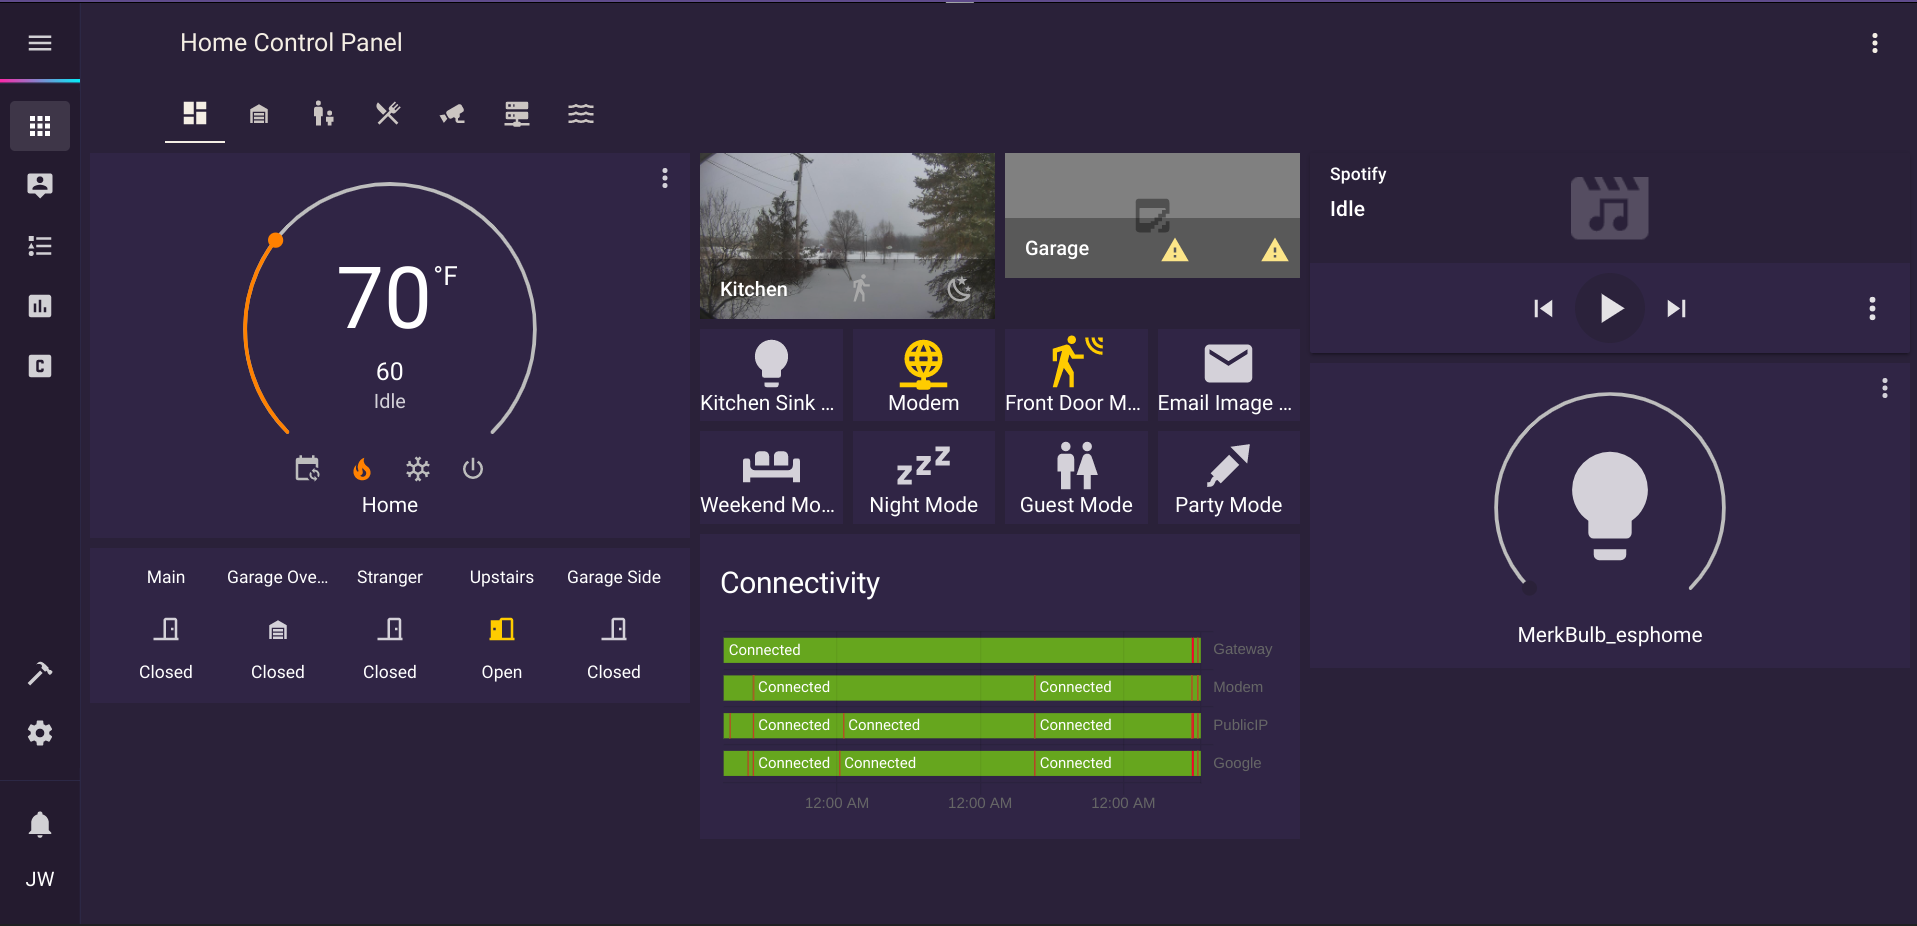 Home Control Panel
70 °F
60
Idle
Home
Main
Garage Ove...
Stranger
Upstairs
Garage Side
Closed
Closed
Closed
Open
Closed
Kitchen
Garage
Kitchen Sink ...
Modem
Front Door M...
Email Image ...
Weekend Mo...
zzz
Night Mode
Guest Mode
Party Mode
Connectivity
Connected
Gateway
Connected Connected
Modem
Connected Connected Connected
PublicIP
Connected Connected Connected
Google
12:00 AM 12:00 AM 12:00 AM
Spotify
Idle
MerkBulb_esphome
C
JW